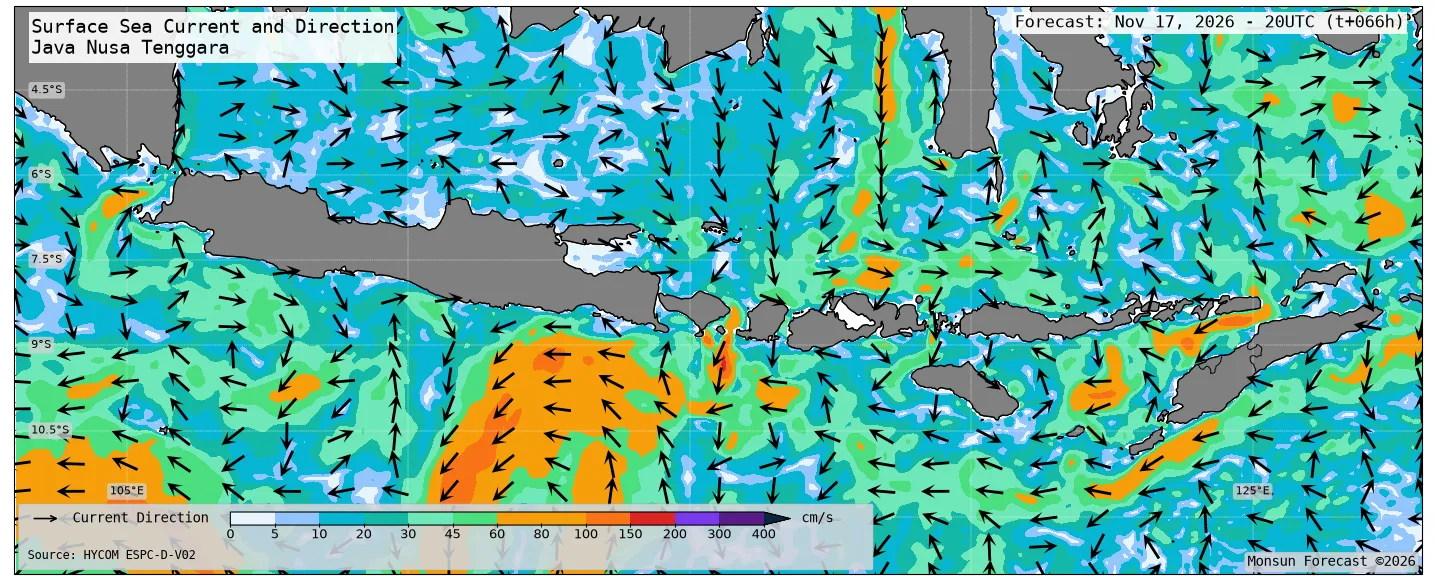 Surface Sea Current and Direction
Java Nusa Tenggara
Forecast: Nov 17, 2026 - 20UTC (t+066h)
4.5°S
6°S
7.5°S
9°S
10.5°S
105°E
125°E
Current Direction
0 5 10 20 30 45 60 80 100 150 200 300 400 cm/s
Source: HYCOM ESPC-D-V02
Monsun Forecast ©2026